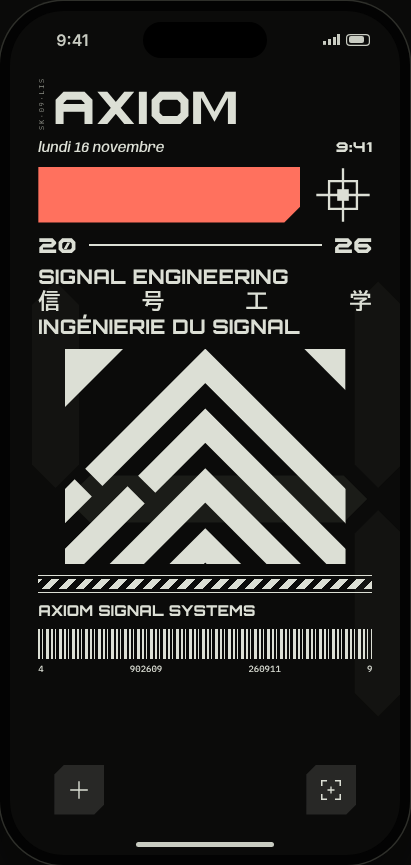 9:41
SK-09-LIS
AXIOM
lundi 16 novembre 9:41
20 26
SIGNAL ENGINEERING
信 号 工 学
INGÉNIERIE DU SIGNAL
AXIOM SIGNAL SYSTEMS
4 902609 260911 9